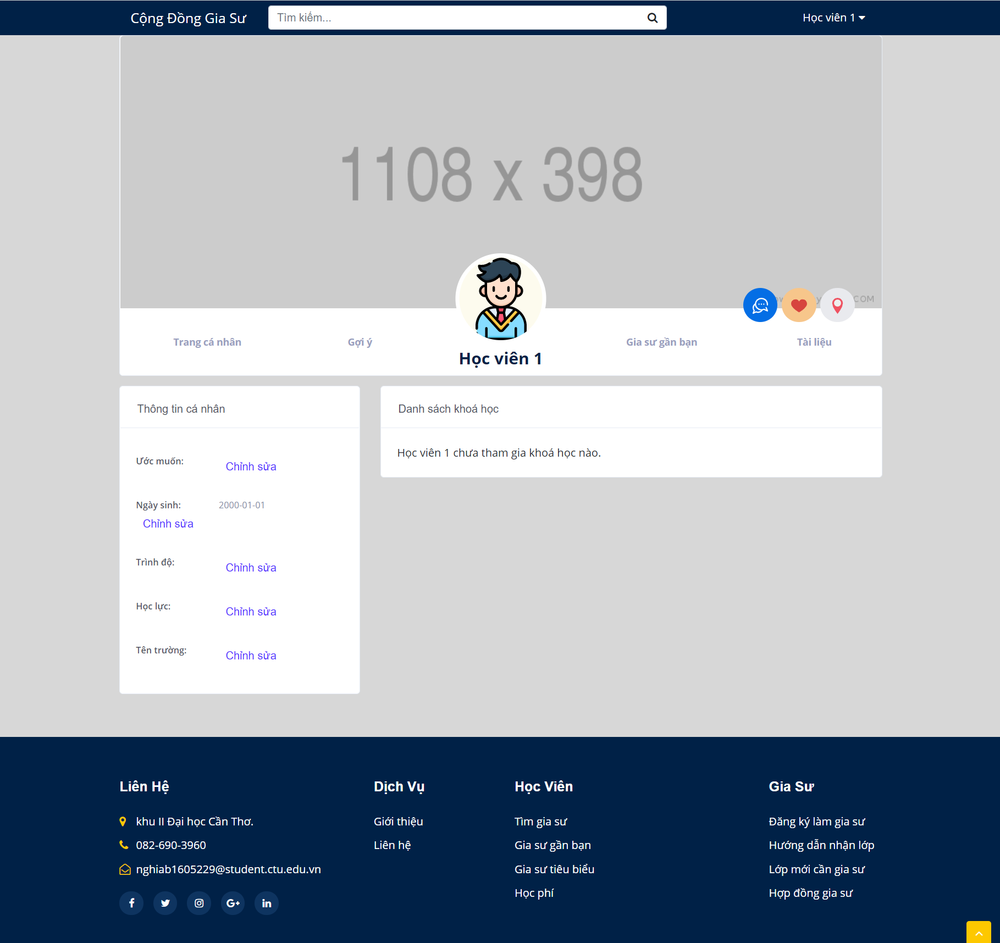 Cộng Đồng Gia Sư
Tìm kiếm...
Học viên 1
1108 x 398
COM
Trang cá nhân
Gợi ý
Gia sư gần bạn
Tài liệu
Học viên 1
Thông tin cá nhân
Ước muốn:
Chỉnh sửa
Ngày sinh:
2000-01-01
Chỉnh sửa
Trình độ:
Chỉnh sửa
Học lực:
Chỉnh sửa
Tên trường:
Chỉnh sửa
Danh sách khoá học
Học viên 1 chưa tham gia khoá học nào.
Liên Hệ
khu II Đại học Cần Thơ.
082-690-3960
nghiab1605229@student.ctu.edu.vn
Dịch Vụ
Giới thiệu
Liên hệ
Học Viên
Tìm gia sư
Gia sư gần bạn
Gia sư tiêu biểu
Học phí
Gia Sư
Đăng ký làm gia sư
Hướng dẫn nhận lớp
Lớp mới cần gia sư
Hợp đồng gia sư